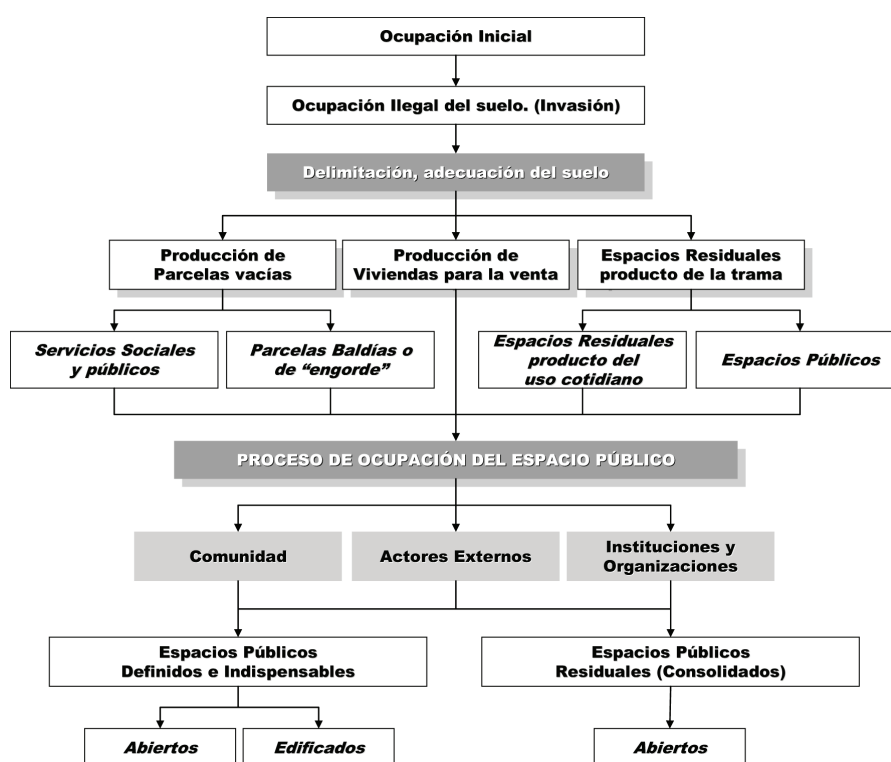 Ocupación Inicial
Ocupación Ilegal del suelo. (Invasión)
Delimitación, adecuación del suelo
Producción de
Parcelas vacías
Producción de
Viviendas para la venta
Espacios Residuales
producto de la trama
Servicios Sociales
y públicos
Parcelas Baldías o
de “engorde”
Espacios Residuales
producto del
uso cotidiano
Espacios Públicos
PROCESO DE OCUPACIÓN DEL ESPACIO PÚBLICO
Comunidad
Actores Externos
Instituciones y
Organizaciones
Espacios Públicos
Definidos e Indispensables
Espacios Públicos
Residuales (Consolidados)
Abiertos
Edificados
Abiertos